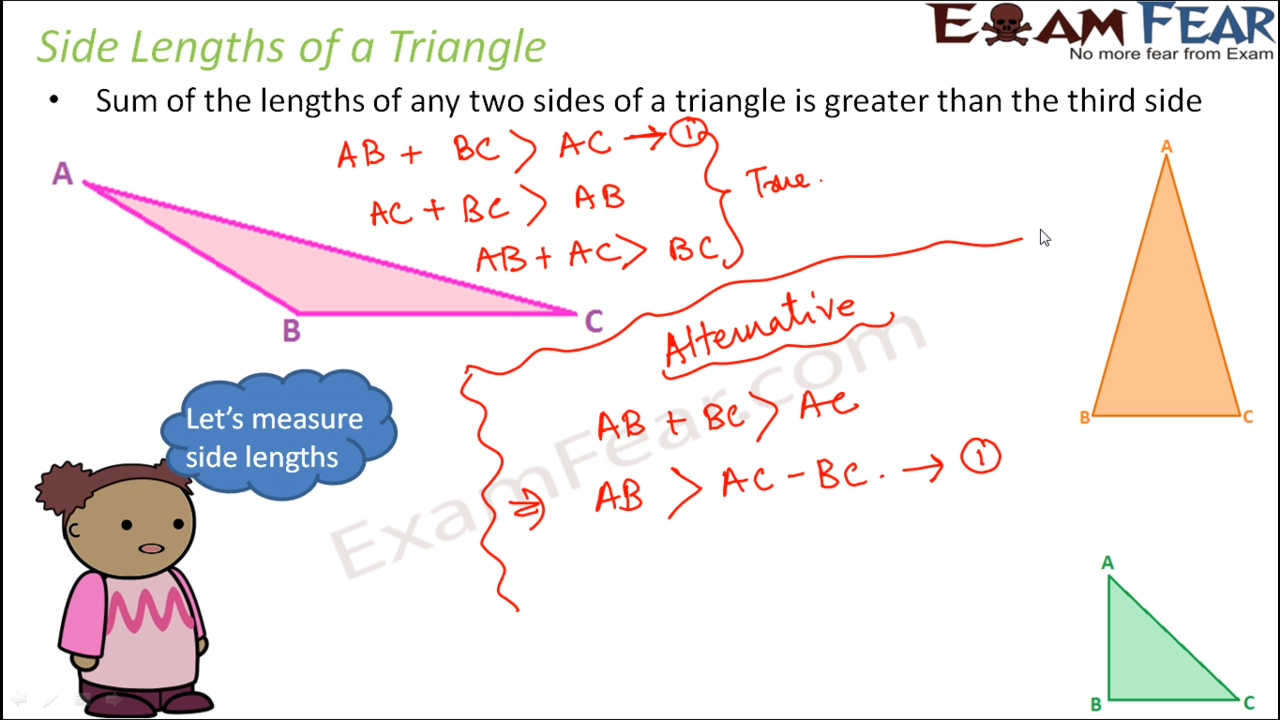 Side Lengths of a Triangle
EXAM FEAR
No more fear from Exam
• Sum of the lengths of any two sides of a triangle is greater than the third side
AB + BC > AC → ①
AC + BC > AB
AB + AC > BC
True.
A
B
C
A
B
C
Alternative
AB + BC > AC
⇒ AB > AC - BC. → ①
Let's measure
side lengths
ExamFear.com
A
B
C